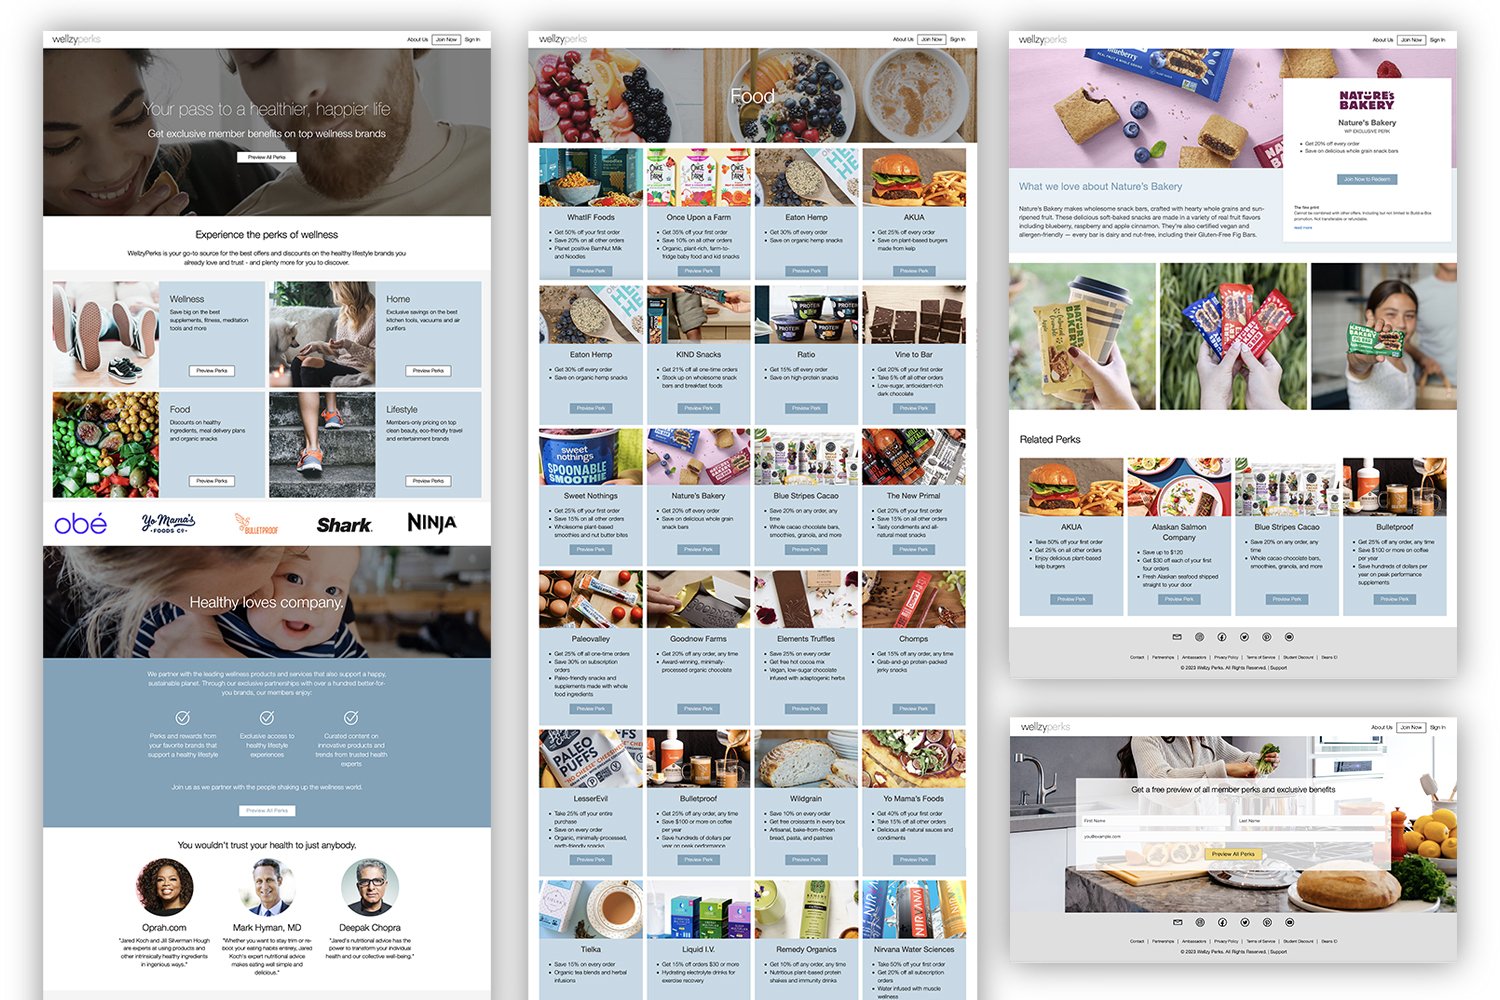 wellzyperks
About Us Join Now Sign In
Your pass to a healthier, happier life
Get exclusive member benefits on top wellness brands
Preview All Perks
Experience the perks of wellness
WellzyPerks is your go-to source for the best offers and discounts on the healthy lifestyle brands you
already love and trust - and plenty more for you to discover.
Wellness
Save big on the best
supplements, fitness, meditation
tools and more
Preview Perks
Home
Exclusive savings on the best
kitchen tools, vacuums and air
purifiers
Preview Perks
Food
Discounts on healthy
ingredients, meal delivery plans
and organic snacks
Preview Perks
Lifestyle
Members-only pricing on top
clean beauty, eco-friendly travel
and entertainment brands
Preview Perks
obé
Yo Mama's
FOODS CO
BULLETPROOF
Shark
NINJA
Healthy loves company.
We partner with the leading wellness products and services that also support a happy,
sustainable planet. Through our exclusive partnerships with over a hundred better-for-
you brands, our members enjoy:
Perks and rewards from
your favorite brands that
support a healthy lifestyle
Exclusive access to
healthy lifestyle
experiences
Curated content on
innovative products and
trends from trusted health
experts
Join us as we partner with the people shaking up the wellness world.
Preview All Perks
You wouldn't trust your health to just anybody.
Oprah.com
"Jared Koch and Jill Silverman Hough
are experts at using products and
other intrinsically healthy ingredients
in ingenious ways."
Mark Hyman, MD
"Whether you want to stay trim or re-
boot your eating habits entirely, Jared
Koch's expert nutritional advice
makes eating well simple and
delicious."
Deepak Chopra
"Jared's nutritional advice has the
power to transform your individual
health and our collective well-being."
wellzyperks
About Us Join Now Sign In
Food
WhatIF Foods
Get 50% off your first order
Save 20% on all other orders
Planet positive BamNut Milk
and Noodles
Preview Perk
Once Upon a Farm
Get 35% off your first order
Save 10% on all other orders
Organic, plant-rich, farm-to-
fridge baby food and kid snacks
Preview Perk
Eaton Hemp
Get 30% off every order
Save on organic hemp snacks
Preview Perk
AKUA
Get 25% off every order
Save on plant-based burgers
made from kelp
Preview Perk
Eaton Hemp
Get 30% off every order
Save on organic hemp snacks
Preview Perk
KIND Snacks
Get 21% off all one-time orders
Stock up on wholesome snack
bars and breakfast foods
Preview Perk
Ratio
Get 15% off every order
Save on high-protein snacks
Preview Perk
Vine to Bar
Get 20% off your first order
Take 5% off all other orders
Low-sugar, antioxidant-rich
dark chocolate
Preview Perk
sweet
nothings
SPOONABLE
SMOOTHIE
Sweet Nothings
Get 25% off your first order
Save 15% on all other orders
Wholesome plant-based
smoothies and nut butter bites
Preview Perk
Nature's Bakery
Get 20% off every order
Save on delicious whole grain
snack bars
Preview Perk
Blue Stripes Cacao
Save 20% on any order, any
time
Whole cacao chocolate bars,
smoothies, granola, and more
Preview Perk
The New Primal
Get 20% off your first order
Save 15% on all other orders
Tasty condiments and all-
natural meat snacks
Preview Perk
Paleovalley
Get 25% off all one-time orders
Save 30% on subscription
orders
Paleo-friendly snacks and
supplements made with whole
food ingredients
Preview Perk
Goodnow Farms
Get 20% off any order, any time
Award-winning, minimally-
processed organic chocolate
Preview Perk
Elements Truffles
Save 25% on every order
Get free hot cocoa mix
Vegan, low-sugar chocolate
infused with adaptogenic herbs
Preview Perk
Chomps
Get 15% off any order, any time
Grab-and-go protein-packed
jerky snacks
Preview Perk
PALEO
PUFFS
LesserEvil
Take 25% off your entire
purchase
Save on every order
Organic, minimally-processed,
earth-friendly snacks
Preview Perk
Bulletproof
Get 25% off any order, any time
Save $100 or more on coffee
per year
Save hundreds of dollars per
year on peak performance
Preview Perk
Wildgrain
Save 10% on every order
Get free croissants in every box
Artisanal, bake-from-frozen
bread, pasta, and pastries
Preview Perk
Yo Mama's Foods
Get 40% off your first order
Take 15% off all other orders
Delicious all-natural sauces and
condiments
Preview Perk
Tielka
Save 15% on every order
Organic tea blends and herbal
infusions
Liquid I.V.
Get 15% off orders $30 or more
Hydrating electrolyte drinks for
exercise recovery
Remedy Organics
Get 10% off any order, any time
Nutritious plant-based protein
shakes and immunity drinks
NIRVANA
Nirvana Water Sciences
Take 50% off your first order
Get 20% off all subscription
orders
Water infused with muscle
wellness
wellzyperks
About Us Join Now Sign In
blueberry
NATURE'S
BAKERY
Nature's Bakery
WP EXCLUSIVE PERK
Get 20% off every order
Save on delicious whole grain snack bars
Join Now to Redeem
The fine print
Cannot be combined with other offers. Including but not limited to Build-a-Box
promotion. Not transferable or refundable.
Read more
What we love about Nature's Bakery
Nature's Bakery makes wholesome snack bars, crafted with hearty whole grains and sun-
ripened fruit. These delicious soft-baked snacks are made in a variety of real fruit flavors
including blueberry, raspberry and apple cinnamon. They're also certified vegan and
allergen-friendly — every bar is dairy and nut-free, including their Gluten-Free Fig Bars.
Related Perks
AKUA
Take 50% off your first order
Get 25% on all other orders
Enjoy delicious plant-based
kelp burgers
Preview Perk
Alaskan Salmon
Company
Save up to $120
Get $30 off each of your first
four orders
Fresh Alaskan seafood shipped
straight to your door
Preview Perk
Blue Stripes Cacao
Save 20% on any order, any
time
Whole cacao chocolate bars,
smoothies, granola, and more
Preview Perk
Bulletproof
Get 25% off any order, any time
Save $100 or more on coffee
per year
Save hundreds of dollars per
year on peak performance
supplements
Preview Perk
Contact | Partnerships | Ambassadors | Privacy Policy | Terms of Service | Student Discount | Deans ID
© 2023 Wellzy Perks. All Rights Reserved. | Support
wellzyperks
About Us Join Now Sign In
Get a free preview of all member perks and exclusive benefits
First Name Last Name
you@example.com
Preview All Perks
Contact | Partnerships | Ambassadors | Privacy Policy | Terms of Service | Student Discount | Deans ID
© 2023 Wellzy Perks. All Rights Reserved. | Support